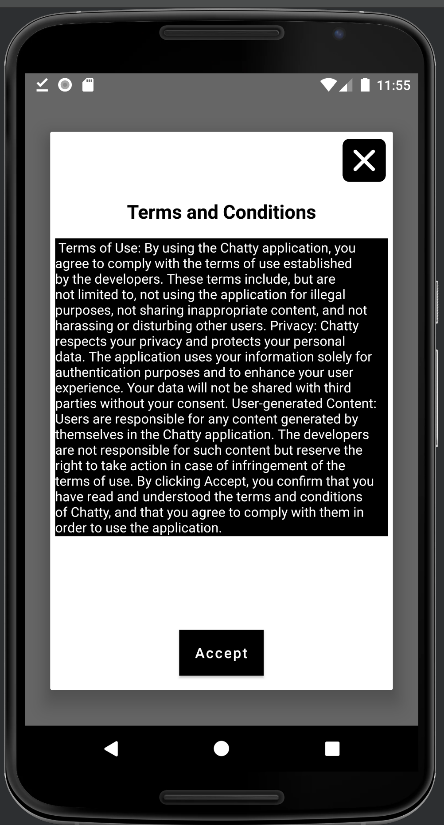 11:55
Terms and Conditions
Terms of Use: By using the Chatty application, you
agree to comply with the terms of use established
by the developers. These terms include, but are
not limited to, not using the application for illegal
purposes, not sharing inappropriate content, and not
harassing or disturbing other users. Privacy: Chatty
respects your privacy and protects your personal
data. The application uses your information solely for
authentication purposes and to enhance your user
experience. Your data will not be shared with third
parties without your consent. User-generated Content:
Users are responsible for any content generated by
themselves in the Chatty application. The developers
are not responsible for such content but reserve the
right to take action in case of infringement of the
terms of use. By clicking Accept, you confirm that you
have read and understood the terms and conditions
of Chatty, and that you agree to comply with them in
order to use the application.
Accept